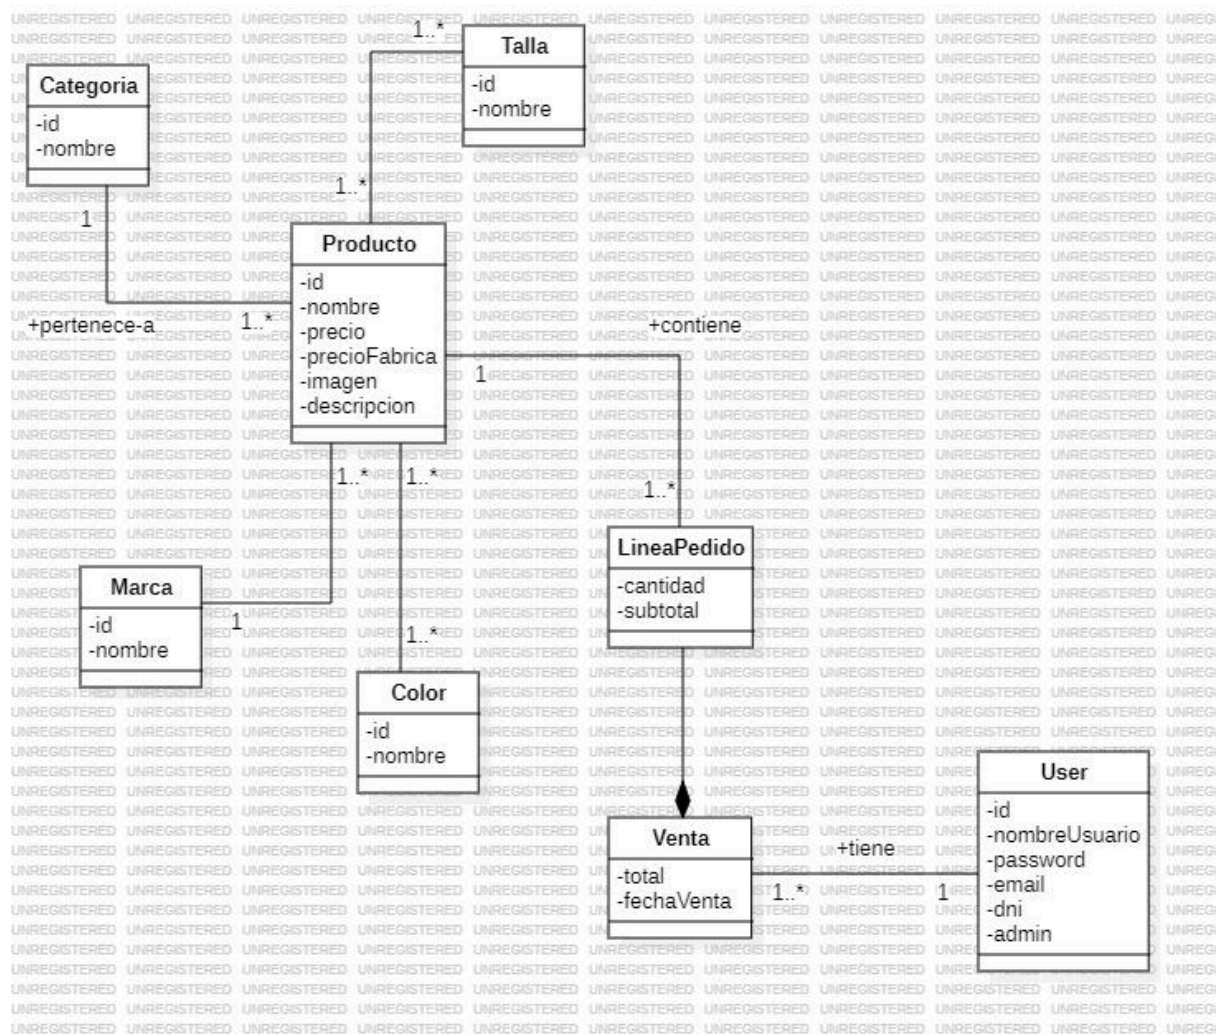 1..*
Talla
-id
-nombre
Categoria
-id
-nombre
1..*
1
Producto
-id
-nombre
-precio
-precioFabrica
-imagen
-descripcion
+pertenece-a
1..*
+contiene
1
1..*
1..*
1..*
LineaPedido
-cantidad
-subtotal
Marca
-id
-nombre
1
1..*
Color
-id
-nombre
User
-id
-nombreUsuario
-password
-email
-dni
-admin
Venta
-total
-fechaVenta
+tiene
1..*
1
UNREGISTERED